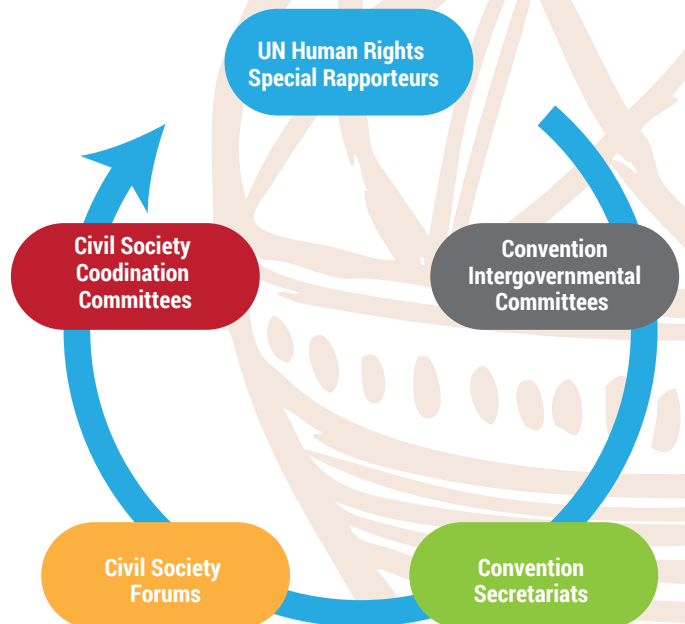 UN Human Rights
Special Rapporteurs
Civil Society
Coodination
Committees
Convention
Intergovernmental
Committees
Civil Society
Forums
Convention
Secretariats